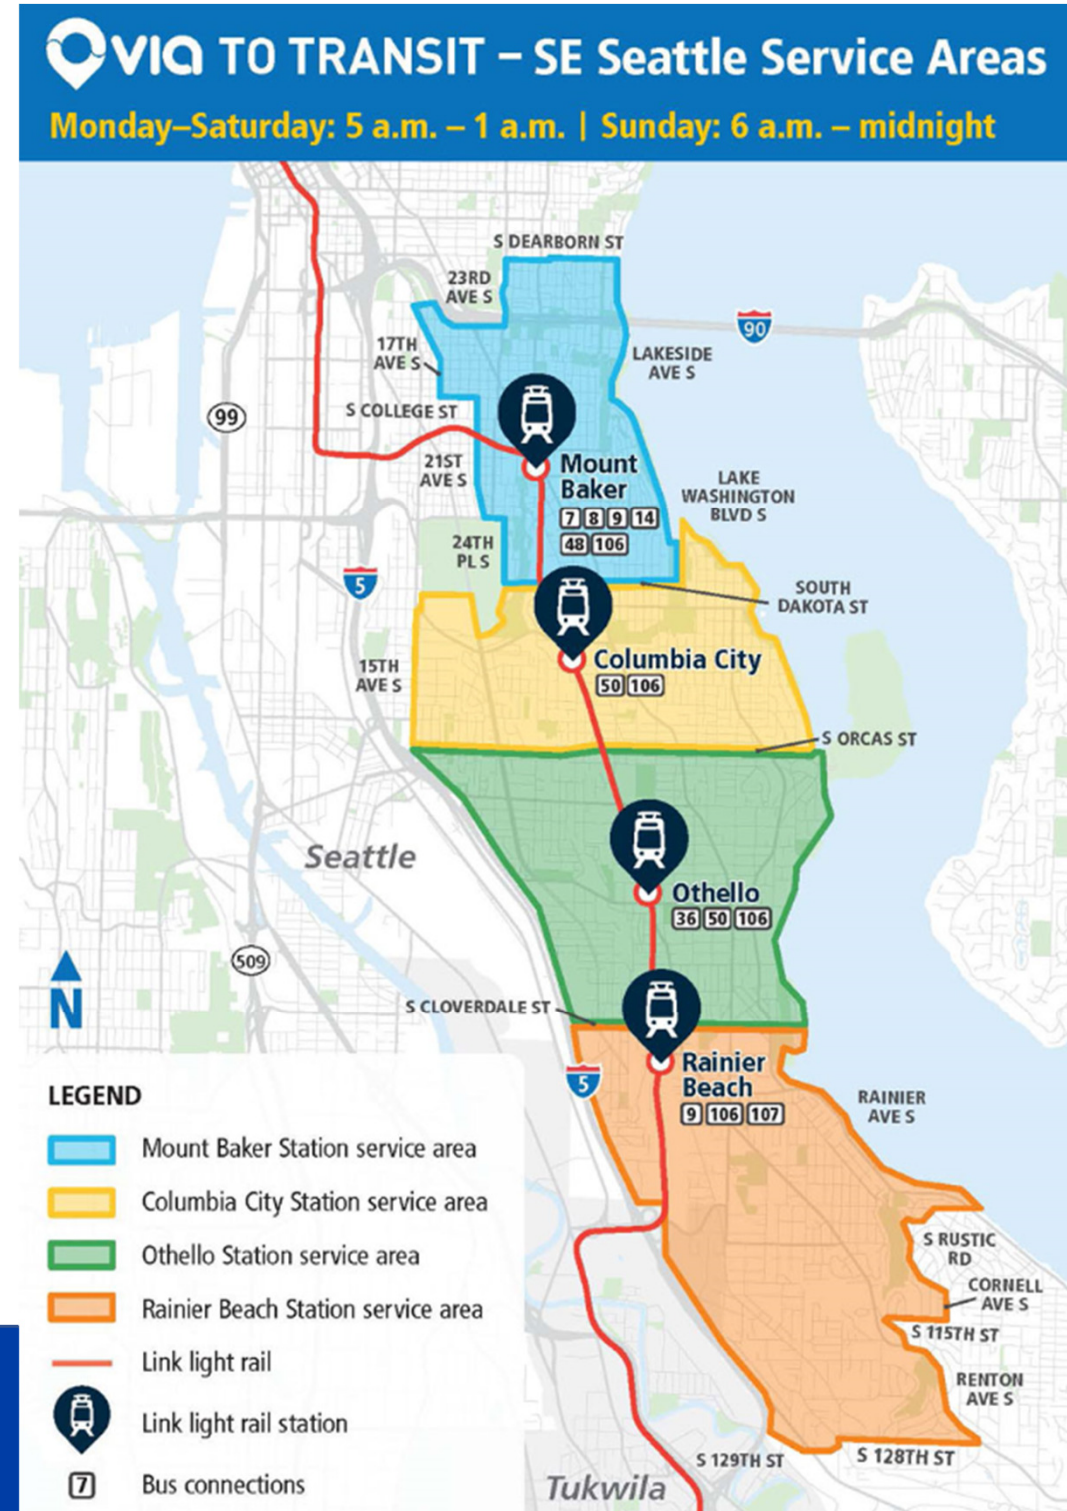 via TO TRANSIT – SE Seattle Service Areas
Monday–Saturday: 5 a.m. – 1 a.m. | Sunday: 6 a.m. – midnight
S DEARBORN ST
23RD
AVE S
90
17TH
AVE S
LAKESIDE
AVE S
99
S COLLEGE ST
21ST
AVE S
Mount
Baker
7 8 9 14
48 106
LAKE
WASHINGTON
BLVD S
24TH
PL S
5
SOUTH
DAKOTA ST
15TH
AVE S
Columbia City
50 106
S ORCAS ST
Seattle
Othello
36 50 106
509
N
S CLOVERDALE ST
5
Rainier
Beach
9 106 107
RAINIER
AVE S
S RUSTIC
RD
CORNELL
AVE S
S 115TH ST
RENTON
AVE S
S 129TH ST
S 128TH ST
Tukwila
LEGEND
Mount Baker Station service area
Columbia City Station service area
Othello Station service area
Rainier Beach Station service area
Link light rail
Link light rail station
7 Bus connections